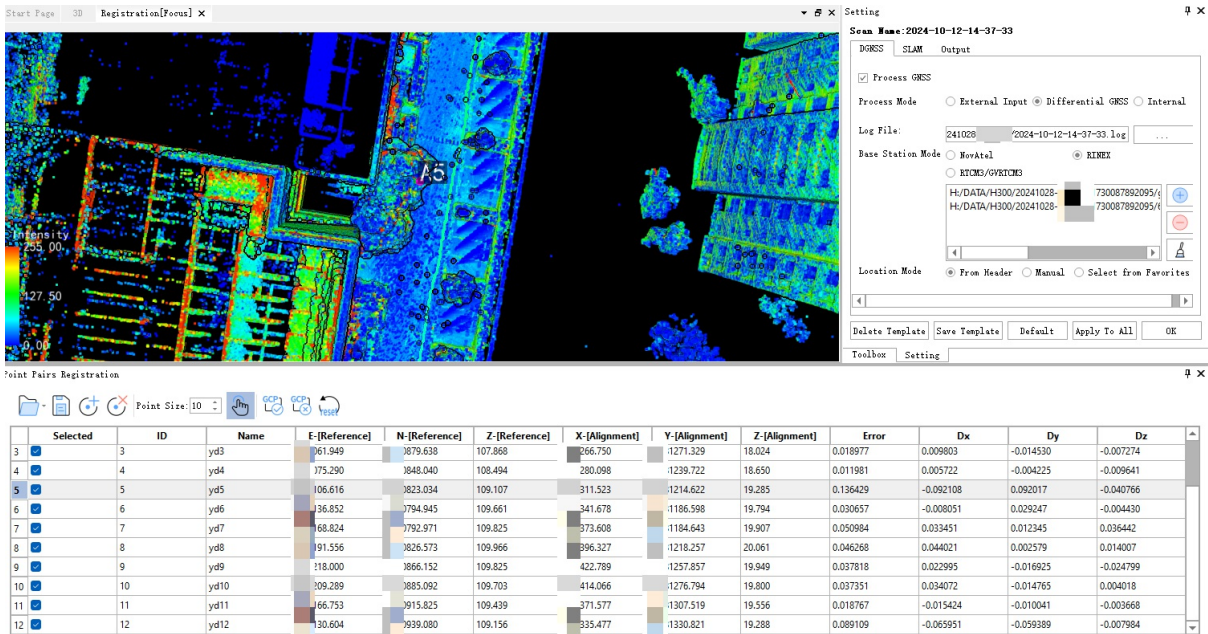 Start Page 3D Registration[Focus]
A5
Intensity
255.00
127.50
0.00
Setting
Scan Name:2024-10-12-14-37-33
DGNSS SLAM Output
Process GNSS
Process Mode External Input Differential GNSS Internal
Log File: 241028 /2024-10-12-14-37-33.log ...
Base Station Mode NovAtel RINEX
RTCM3/GVRTCM3
H:/DATA/H300/20241028- 730087892095/
H:/DATA/H300/20241028- 730087892095/
Location Mode From Header Manual Select from Favorites
Delete Template Save Template Default Apply To All OK
Toolbox Setting
Point Pairs Registration
Point Size: 10 GCP GCP reset
Selected ID Name E-[Reference] N-[Reference] Z-[Reference] X-[Alignment] Y-[Alignment] Z-[Alignment] Error Dx Dy Dz
3 3 yd3 061.949 0879.638 107.868 266.750 1271.329 18.024 0.018977 0.009803 -0.014530 -0.007274
4 4 yd4 075.290 0848.040 108.494 280.098 1239.722 18.650 0.011981 0.005722 -0.004225 -0.009641
5 5 yd5 106.616 0823.034 109.107 311.523 1214.622 19.285 0.136429 -0.092108 0.092017 -0.040766
6 6 yd6 136.852 0794.945 109.661 341.678 1186.598 19.794 0.030657 -0.008051 0.029247 -0.004430
7 7 yd7 168.824 0792.971 109.825 373.608 1184.643 19.907 0.050984 0.033451 0.012345 0.036442
8 8 yd8 191.556 0826.573 109.966 396.327 1218.257 20.061 0.046268 0.044021 0.002579 0.014007
9 9 yd9 218.000 0866.152 109.825 422.789 1257.857 19.949 0.037818 0.022995 -0.016925 -0.024799
10 10 yd10 209.289 0885.092 109.703 414.066 1276.794 19.800 0.037351 0.034072 -0.014765 0.004018
11 11 yd11 166.753 0915.825 109.439 371.577 1307.519 19.556 0.018767 -0.015424 -0.010041 -0.003668
12 12 yd12 130.604 0939.080 109.156 335.477 1330.821 19.288 0.089109 -0.065951 -0.059389 -0.007984